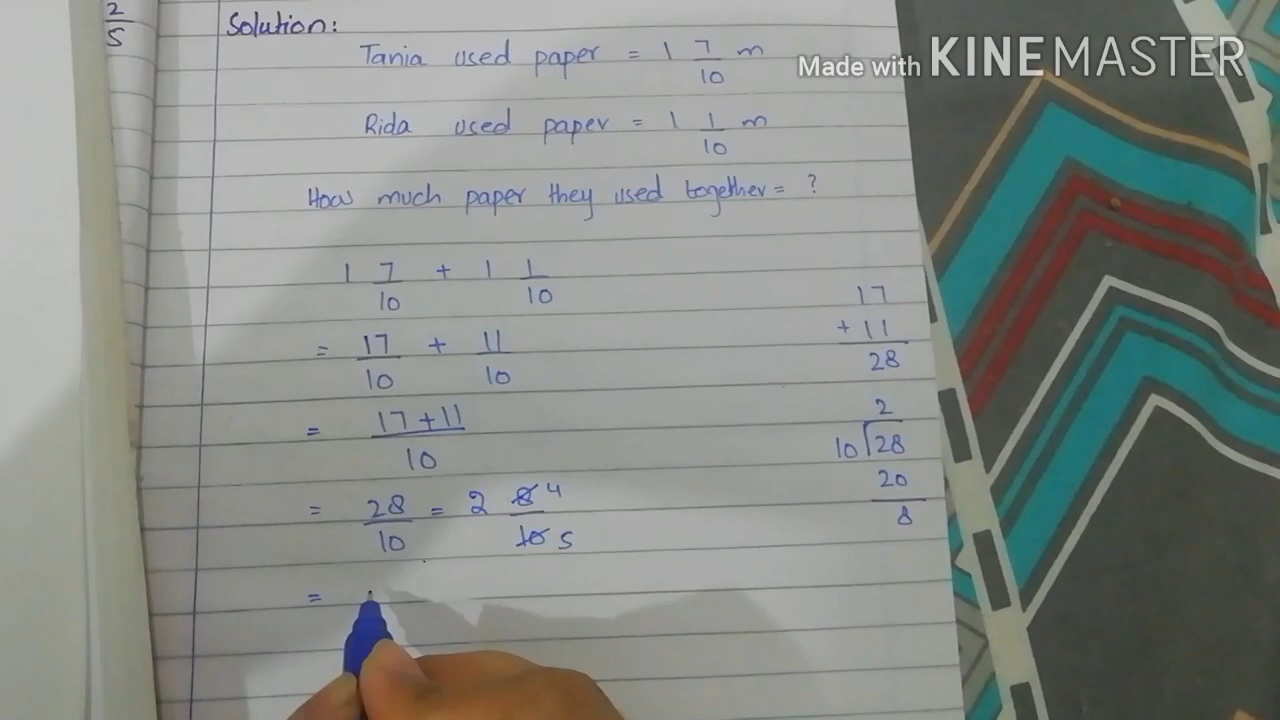 2/5
Solution:
Tania used paper = 1 7/10 m
Made with KINEMASTER
Rida used paper = 1 1/10 m
How much paper they used together = ?
1 7/10 + 1 1/10
= 17/10 + 11/10
= 17+11/10
= 28/10 = 2 8 4/10 5
=
17
+ 11
28
2
10 28
20
8